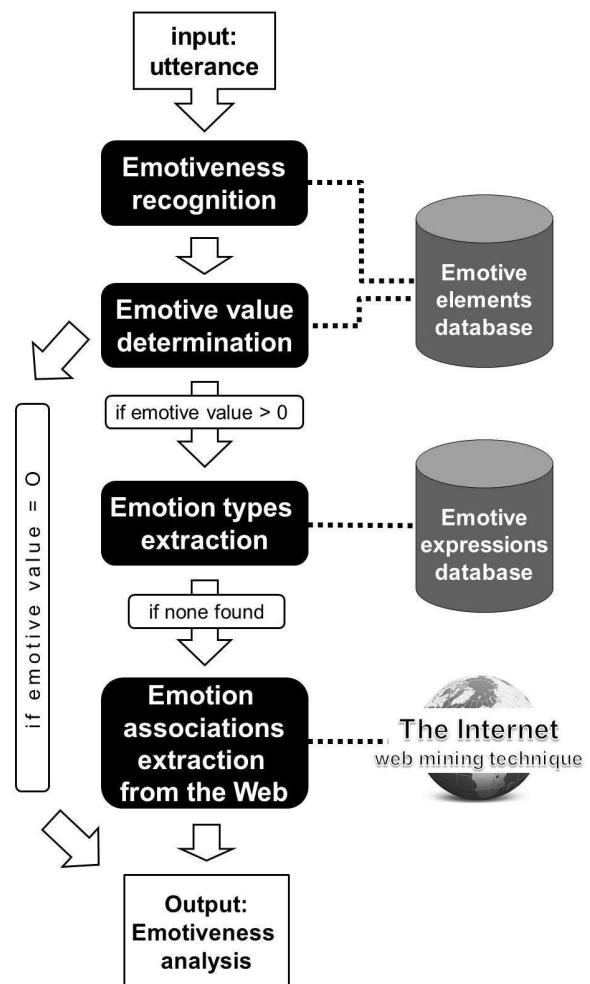 input:
utterance
Emotiveness
recognition
Emotive
elements
database
Emotive value
determination
if emotive value > 0
if emotive value = O
Emotion types
extraction
Emotive
expressions
database
if none found
Emotion
associations
extraction
from the Web
The Internet
web mining technique
Output:
Emotiveness
analysis